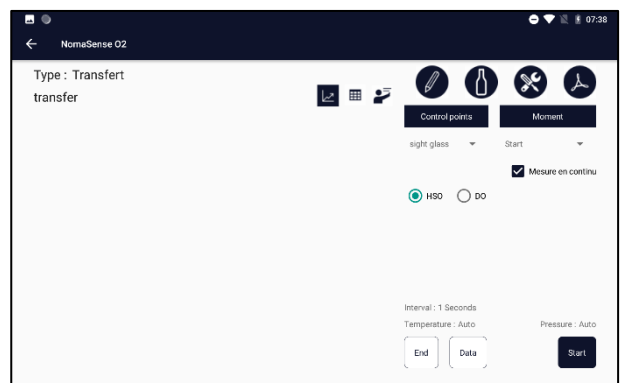 07:38
NomaSense O2
Type : Transfert
transfer
Control points
Moment
sight glass
Start
Mesure en continu
HSO
DO
Interval : 1 Seconds
Temperature : Auto
Pressure : Auto
End
Data
Start